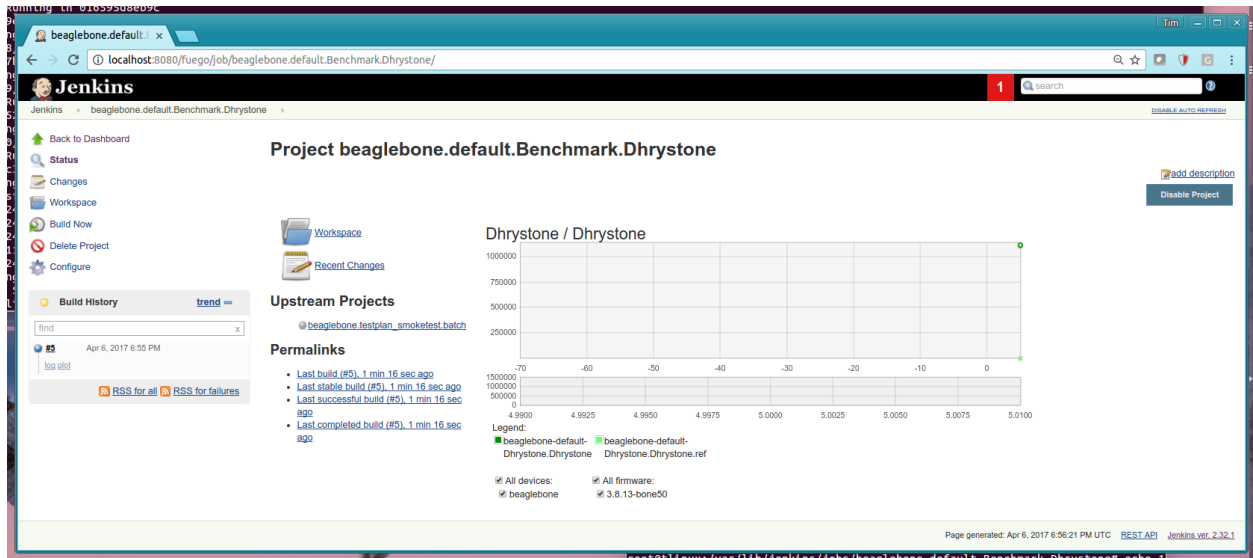 unning in 016595d8eb9c
beaglebone.default.
Tim
localhost:8080/fuego/job/beaglebone.default.Benchmark.Dhrystone/
Jenkins
1
search
Jenkins
beaglebone.default.Benchmark.Dhrystone
DISABLE AUTO REFRESH
Back to Dashboard
Status
Changes
Workspace
Build Now
Delete Project
Configure
Build History
trend
find
x
#5 Apr 6, 2017 6:55 PM
log plot
RSS for all RSS for failures
Project beaglebone.default.Benchmark.Dhrystone
add description
Disable Project
Workspace
Recent Changes
Upstream Projects
beaglebone.testplan_smoketest.batch
Permalinks
Last build (#5), 1 min 16 sec ago
Last stable build (#5), 1 min 16 sec ago
Last successful build (#5), 1 min 16 sec
ago
Last completed build (#5), 1 min 16 sec
ago
Dhrystone / Dhrystone
1000000
750000
500000
250000
-70 -60 -50 -40 -30 -20 -10 0
1500000
1000000
500000
0
4.9900 4.9925 4.9950 4.9975 5.0000 5.0025 5.0050 5.0075 5.0100
Legend:
beaglebone-default- beaglebone-default-
Dhrystone.Dhrystone Dhrystone.Dhrystone.ref
All devices: All firmware:
beaglebone 3.8.13-bone50
Page generated: Apr 6, 2017 6:56:21 PM UTC REST API Jenkins ver. 2.32.1